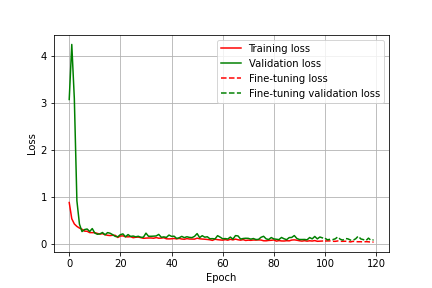 Training loss
Validation loss
Fine-tuning loss
Fine-tuning validation loss
4
3
2
1
0
Loss
0 20 40 60 80 100 120
Epoch